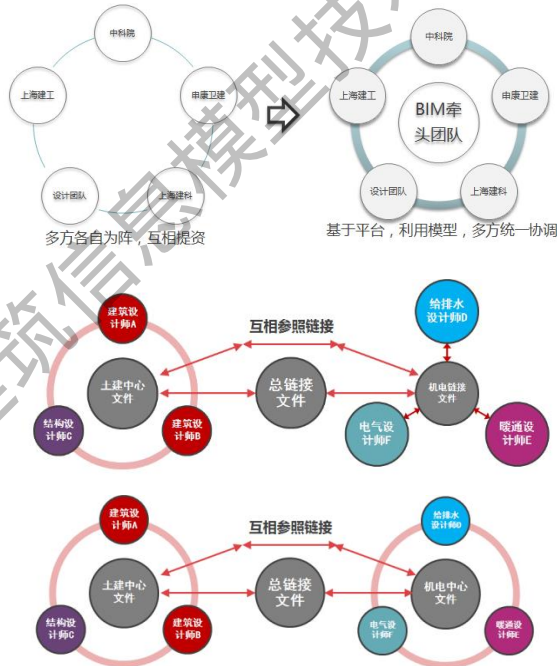 中科院
上海建工
申康卫建
设计团队
上海建科
多方各自为阵，互相提资
中科院
上海建工
申康卫建
BIM牵
头团队
设计团队
上海建科
基于平台，利用模型，多方统一协调
建筑设
计师A
土建中心
文件
结构设
计师C
建筑设
计师B
互相参照链接
总链接
文件
给排水
设计师D
机电链接
文件
电气设
计师F
暖通设
计师E
建筑设
计师A
土建中心
文件
结构设
计师C
建筑设
计师B
互相参照链接
总链接
文件
给排水
设计师D
机电中心
文件
电气设
计师F
暖通设
计师E
建筑信息模型技